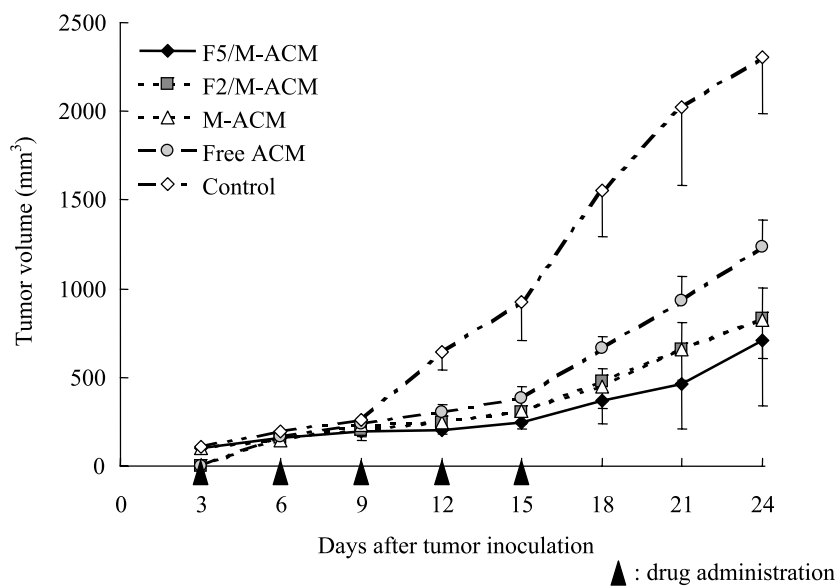 2500
2000
1500
1000
500
0
Tumor volume (mm³)
F5/M-ACM
F2/M-ACM
M-ACM
Free ACM
Control
0 3 6 9 12 15 18 21 24
Days after tumor inoculation
: drug administration